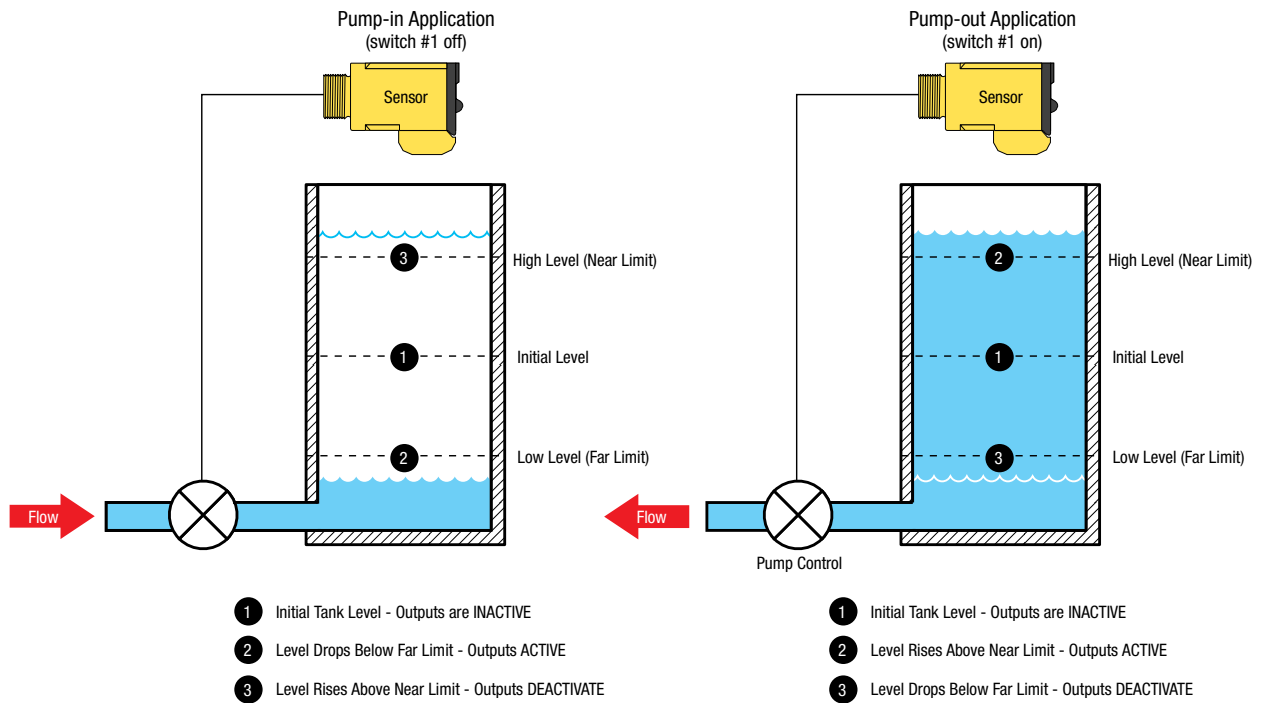 Pump-in Application
(switch #1 off)
Sensor
3
High Level (Near Limit)
1
Initial Level
2
Low Level (Far Limit)
Flow
1 Initial Tank Level - Outputs are INACTIVE
2 Level Drops Below Far Limit - Outputs ACTIVE
3 Level Rises Above Near Limit - Outputs DEACTIVATE
Pump-out Application
(switch #1 on)
Sensor
2
High Level (Near Limit)
1
Initial Level
3
Low Level (Far Limit)
Flow
Pump Control
1 Initial Tank Level - Outputs are INACTIVE
2 Level Rises Above Near Limit - Outputs ACTIVE
3 Level Drops Below Far Limit - Outputs DEACTIVATE